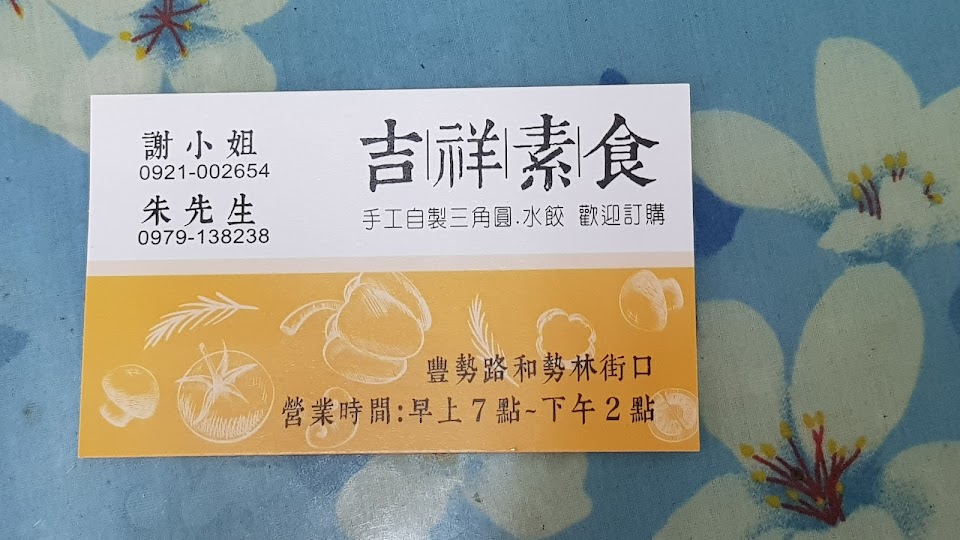 謝小姐
0921-002654
朱先生
0979-138238
吉祥素食
手工自製三角圓.水餃 歡迎訂購
豐勢路和勢林街口
營業時間:早上7點~下午2點